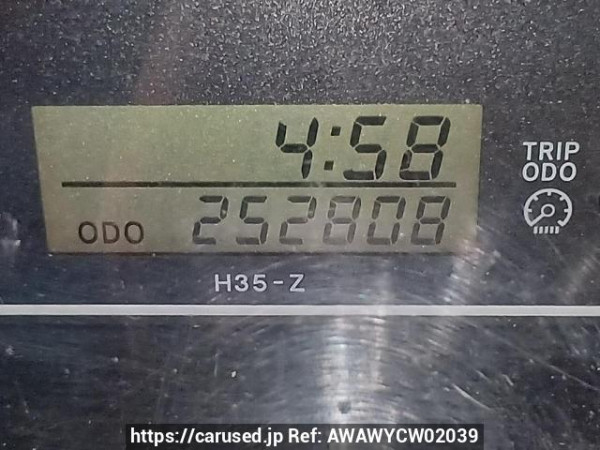 4:58
TRIP
ODO
ODO 252808
H35-Z
https://carused.jp Ref: AWAWYCW02039